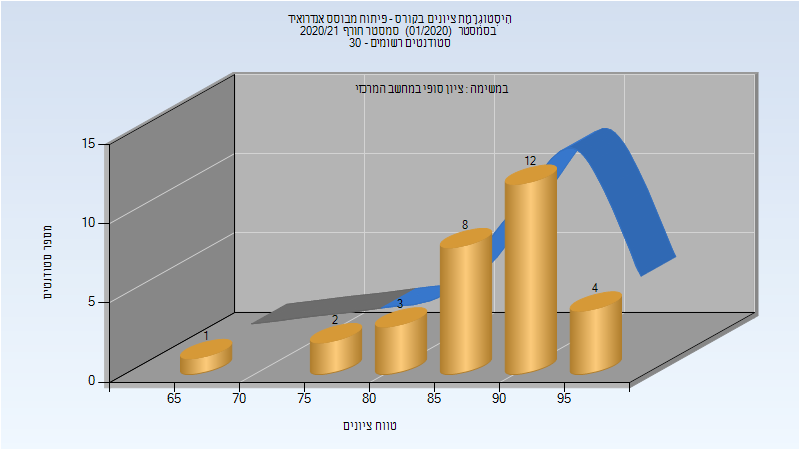 היסטוגרמת ציונים בקורס - פיתוח מבוסס אנדרואיד
בסמסטר (01/2020) סמסטר חורף 2020/21
סטודנטים רשומים - 30
במשימה : ציון סופי במחשב המרכזי
מספר סטודנטים
15
10
5
0
1
2
3
8
12
4
65
70
75
80
85
90
95
טווח ציונים